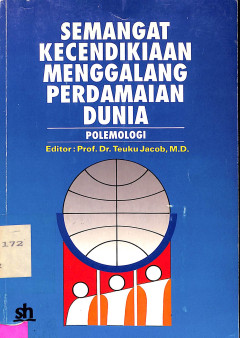 SEMANGAT
KECENDIKIAAN
MENGGALANG
PERDAMAIAN
DUNIA
POLEMOLOGI
Editor : Prof. Dr. Teuku Jacob, M.D.
172
sh